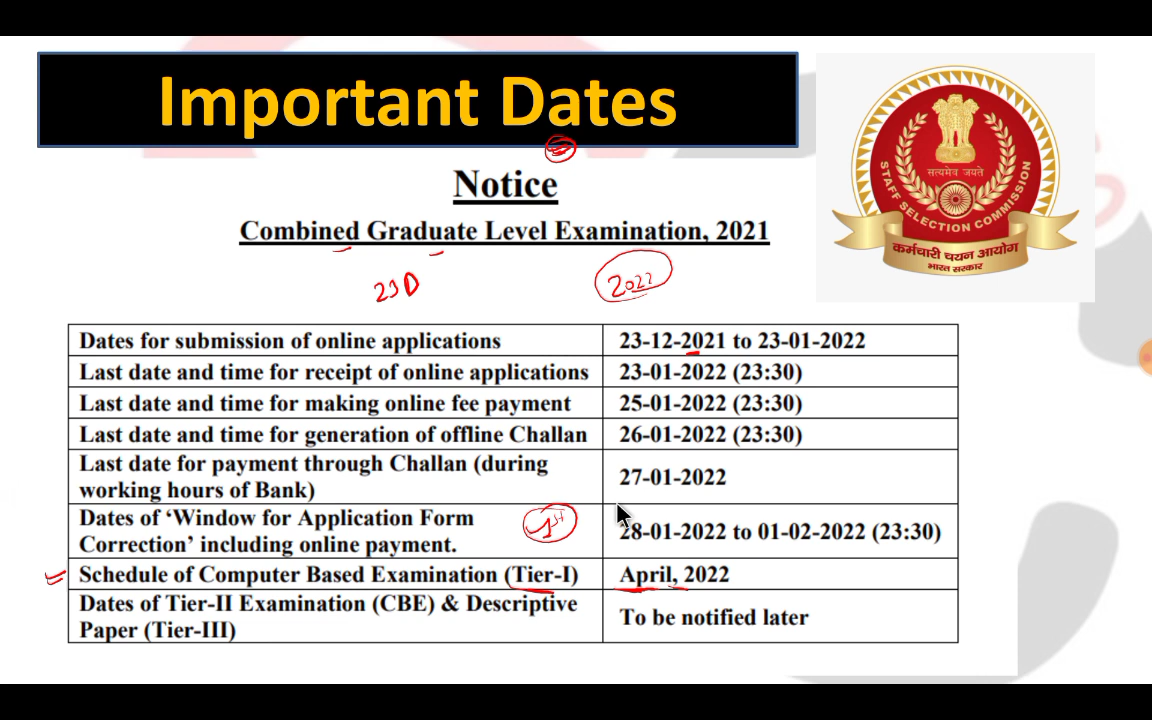 Important Dates
Notice
Combined Graduate Level Examination, 2021
23D
2022
सत्यमेव जयते
STAFF SELECTION COMMISSION
कर्मचारी चयन आयोग
भारत सरकार
Dates for submission of online applications 23-12-2021 to 23-01-2022
Last date and time for receipt of online applications 23-01-2022 (23:30)
Last date and time for making online fee payment 25-01-2022 (23:30)
Last date and time for generation of offline Challan 26-01-2022 (23:30)
Last date for payment through Challan (during
working hours of Bank) 27-01-2022
Dates of ‘Window for Application Form
Correction’ including online payment. 28-01-2022 to 01-02-2022 (23:30)
1st
Schedule of Computer Based Examination (Tier-I) April, 2022
Dates of Tier-II Examination (CBE) & Descriptive
Paper (Tier-III) To be notified later